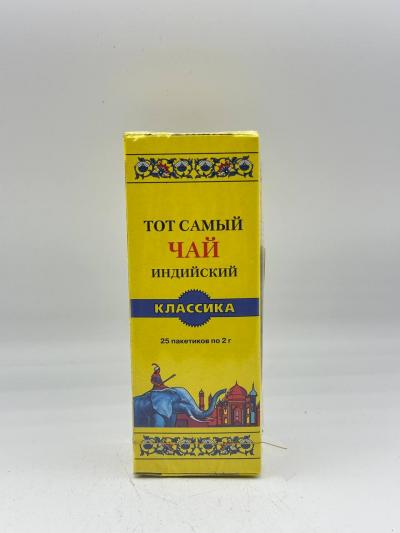 ТОТ САМЫЙ
ЧАЙ
ИНДИЙСКИЙ
КЛАССИКА
25 пакетиков по 2 г